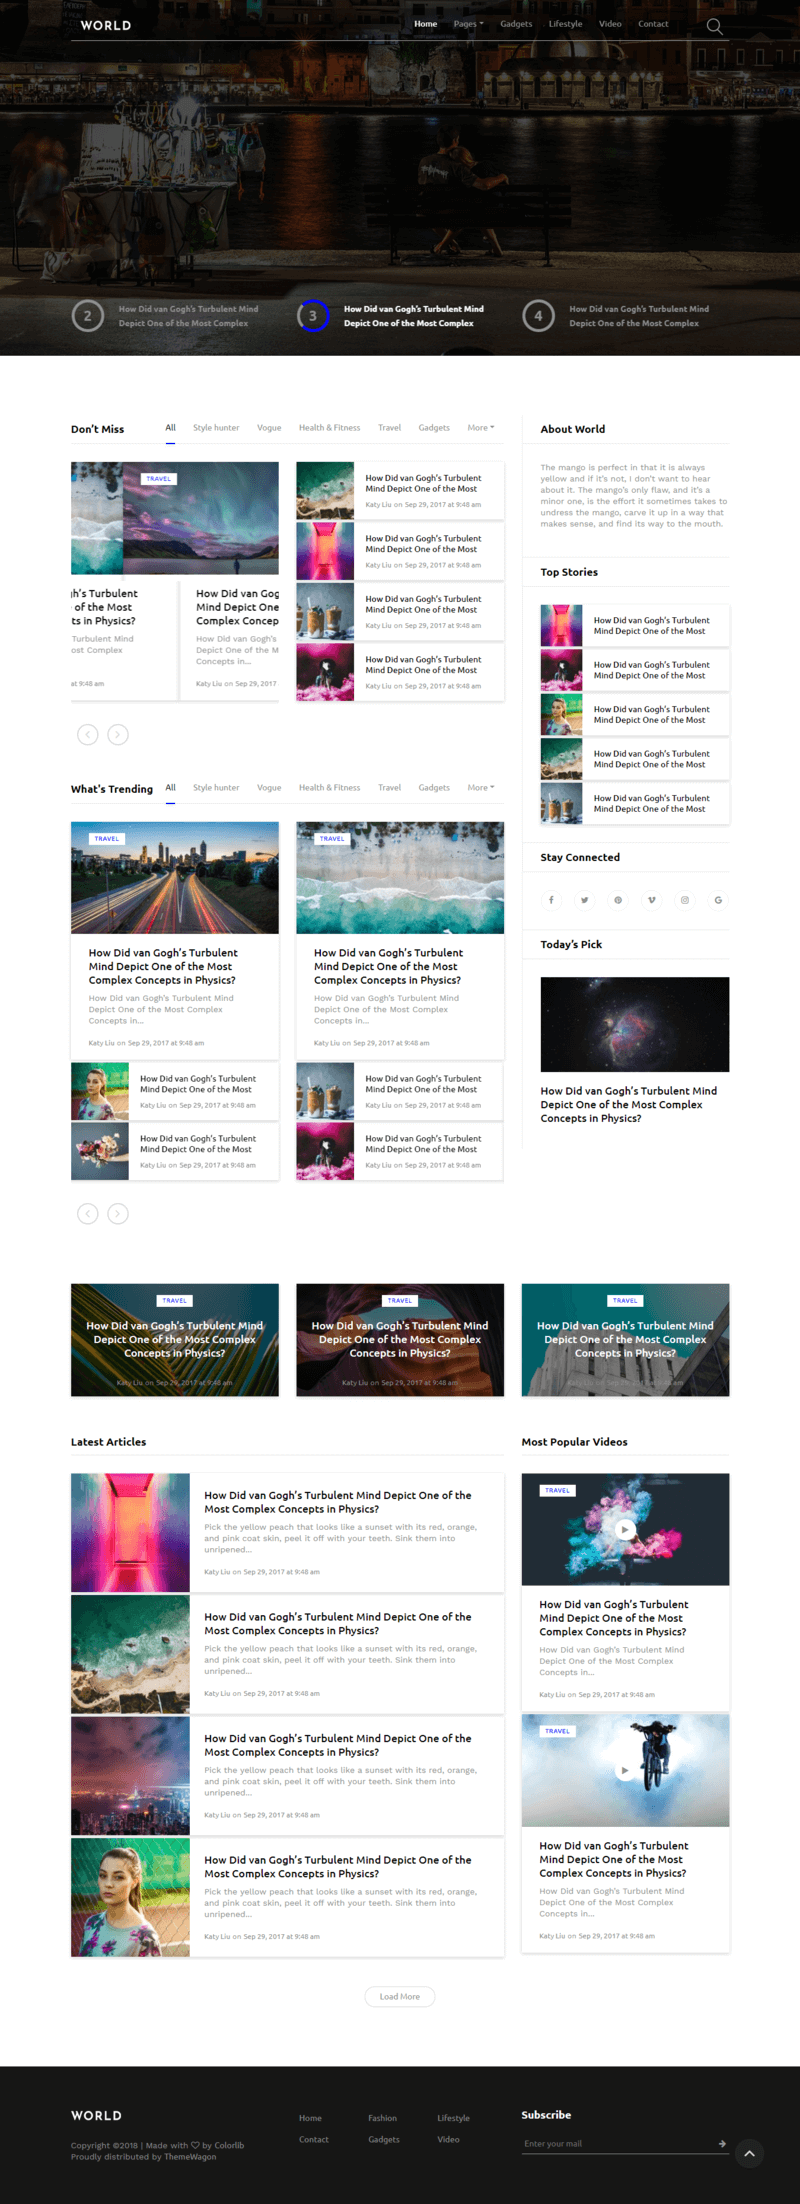 WORLD
Home
Pages
Gadgets
Lifestyle
Video
Contact
2
How Did van Gogh's Turbulent Mind
Depict One of the Most Complex
3
How Did van Gogh's Turbulent Mind
Depict One of the Most Complex
4
How Did van Gogh's Turbulent Mind
Depict One of the Most Complex
Don't Miss
All
Style hunter
Vogue
Health & Fitness
Travel
Gadgets
More
TRAVEL
gh's Turbulent
of the Most
ts in Physics?
Turbulent Mind
ost Complex
at 9:48 am
How Did van Gog
Mind Depict One
Complex Concep
How Did van Gogh's
Depict One of the M
Concepts in...
Katy Liu on Sep 29, 2017
How Did van Gogh's Turbulent
Mind Depict One of the Most
Katy Liu on Sep 29, 2017 at 9:48 am
How Did van Gogh's Turbulent
Mind Depict One of the Most
Katy Liu on Sep 29, 2017 at 9:48 am
How Did van Gogh's Turbulent
Mind Depict One of the Most
Katy Liu on Sep 29, 2017 at 9:48 am
How Did van Gogh's Turbulent
Mind Depict One of the Most
Katy Liu on Sep 29, 2017 at 9:48 am
What's Trending
All
Style hunter
Vogue
Health & Fitness
Travel
Gadgets
More
TRAVEL
How Did van Gogh's Turbulent
Mind Depict One of the Most
Complex Concepts in Physics?
How Did van Gogh's Turbulent Mind
Depict One of the Most Complex
Concepts in...
Katy Liu on Sep 29, 2017 at 9:48 am
How Did van Gogh's Turbulent
Mind Depict One of the Most
Katy Liu on Sep 29, 2017 at 9:48 am
How Did van Gogh's Turbulent
Mind Depict One of the Most
Katy Liu on Sep 29, 2017 at 9:48 am
TRAVEL
How Did van Gogh's Turbulent
Mind Depict One of the Most
Complex Concepts in Physics?
How Did van Gogh's Turbulent Mind
Depict One of the Most Complex
Concepts in...
Katy Liu on Sep 29, 2017 at 9:48 am
How Did van Gogh's Turbulent
Mind Depict One of the Most
Katy Liu on Sep 29, 2017 at 9:48 am
How Did van Gogh's Turbulent
Mind Depict One of the Most
Katy Liu on Sep 29, 2017 at 9:48 am
About World
The mango is perfect in that it is always
yellow and if it's not, I don't want to hear
about it. The mango's only flaw, and it's a
minor one, is the effort it sometimes takes to
undress the mango, carve it up in a way that
makes sense, and find its way to the mouth.
Top Stories
How Did van Gogh's Turbulent
Mind Depict One of the Most
How Did van Gogh's Turbulent
Mind Depict One of the Most
How Did van Gogh's Turbulent
Mind Depict One of the Most
How Did van Gogh's Turbulent
Mind Depict One of the Most
How Did van Gogh's Turbulent
Mind Depict One of the Most
Stay Connected
Today's Pick
How Did van Gogh's Turbulent Mind
Depict One of the Most Complex
Concepts in Physics?
TRAVEL
How Did van Gogh's Turbulent Mind
Depict One of the Most Complex
Concepts in Physics?
Katy Liu on Sep 29, 2017 at 9:48 am
TRAVEL
How Did van Gogh's Turbulent Mind
Depict One of the Most Complex
Concepts in Physics?
Katy Liu on Sep 29, 2017 at 9:48 am
TRAVEL
How Did van Gogh's Turbulent Mind
Depict One of the Most Complex
Concepts in Physics?
Katy Liu on Sep 29, 2017 at 9:48 am
Latest Articles
How Did van Gogh's Turbulent Mind Depict One of the
Most Complex Concepts in Physics?
Pick the yellow peach that looks like a sunset with its red, orange,
and pink coat skin, peel it off with your teeth. Sink them into
unripened...
Katy Liu on Sep 29, 2017 at 9:48 am
How Did van Gogh's Turbulent Mind Depict One of the
Most Complex Concepts in Physics?
Pick the yellow peach that looks like a sunset with its red, orange,
and pink coat skin, peel it off with your teeth. Sink them into
unripened...
Katy Liu on Sep 29, 2017 at 9:48 am
How Did van Gogh's Turbulent Mind Depict One of the
Most Complex Concepts in Physics?
Pick the yellow peach that looks like a sunset with its red, orange,
and pink coat skin, peel it off with your teeth. Sink them into
unripened...
Katy Liu on Sep 29, 2017 at 9:48 am
How Did van Gogh's Turbulent Mind Depict One of the
Most Complex Concepts in Physics?
Pick the yellow peach that looks like a sunset with its red, orange,
and pink coat skin, peel it off with your teeth. Sink them into
unripened...
Katy Liu on Sep 29, 2017 at 9:48 am
Most Popular Videos
TRAVEL
How Did van Gogh's Turbulent
Mind Depict One of the Most
Complex Concepts in Physics?
How Did van Gogh's Turbulent Mind
Depict One of the Most Complex
Concepts in...
Katy Liu on Sep 29, 2017 at 9:48 am
TRAVEL
How Did van Gogh's Turbulent
Mind Depict One of the Most
Complex Concepts in Physics?
How Did van Gogh's Turbulent Mind
Depict One of the Most Complex
Concepts in...
Katy Liu on Sep 29, 2017 at 9:48 am
Load More
WORLD
Copyright ©2018 | Made with ♡ by Colorlib
Proudly distributed by ThemeWagon
Home
Fashion
Lifestyle
Contact
Gadgets
Video
Subscribe
Enter your mail